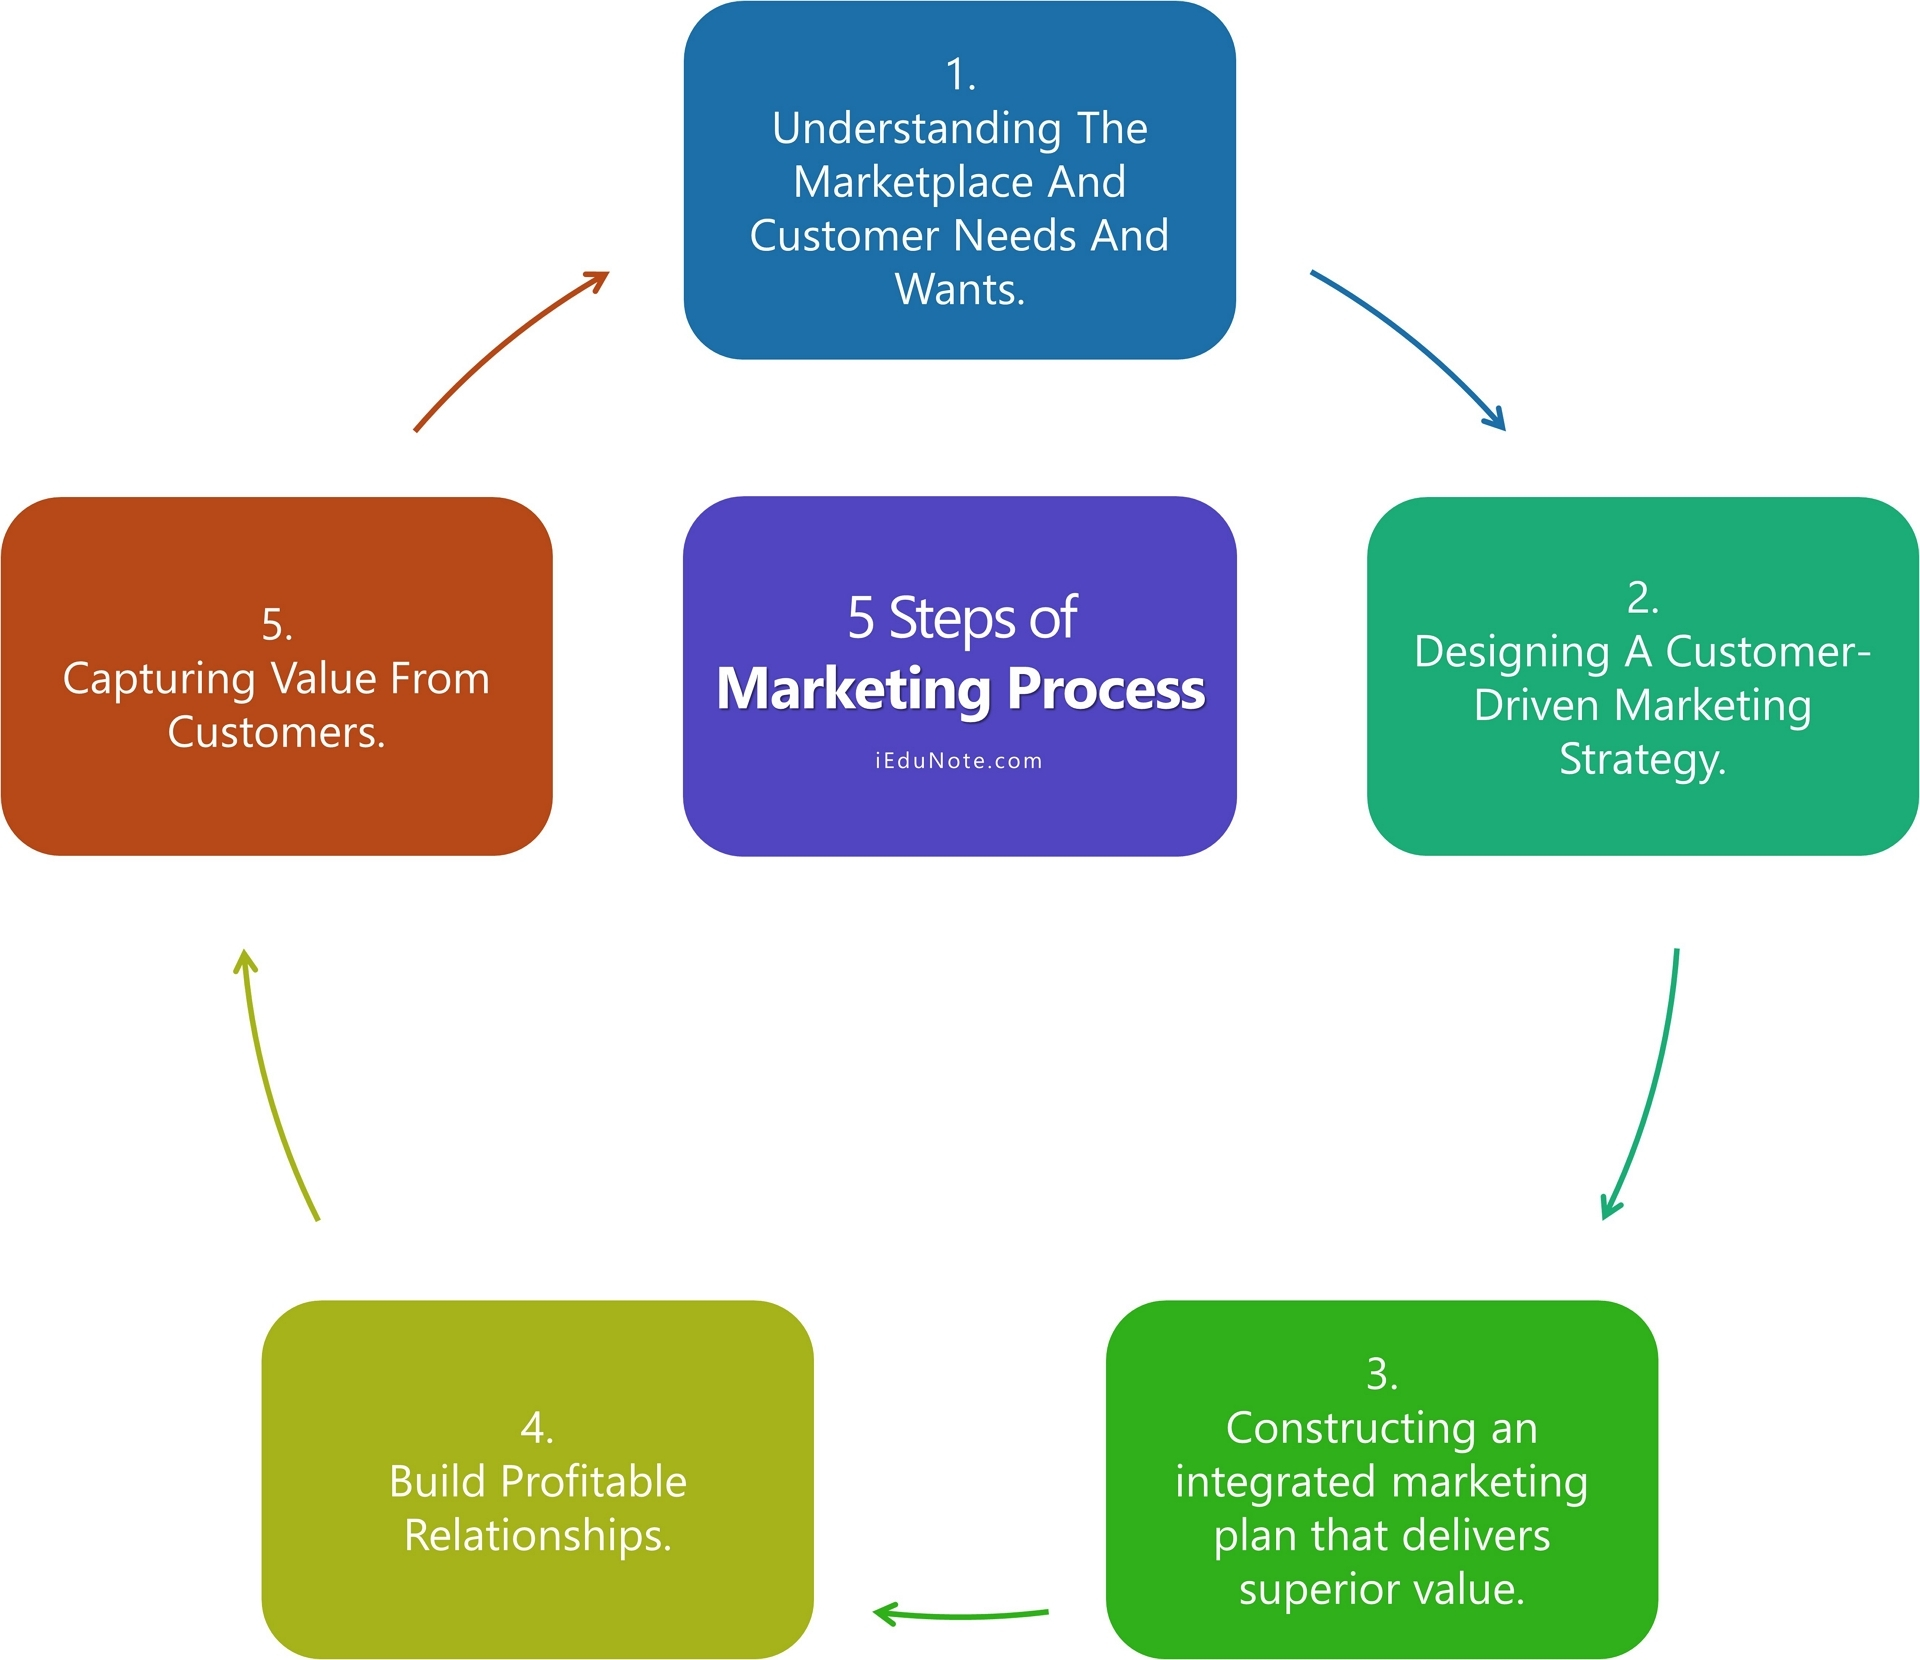 1.
Understanding The
Marketplace And
Customer Needs And
Wants.
5.
Capturing Value From
Customers.
5 Steps of
Marketing Process
iEduNote.com
2.
Designing A Customer-
Driven Marketing
Strategy.
4.
Build Profitable
Relationships.
3.
Constructing an
integrated marketing
plan that delivers
superior value.